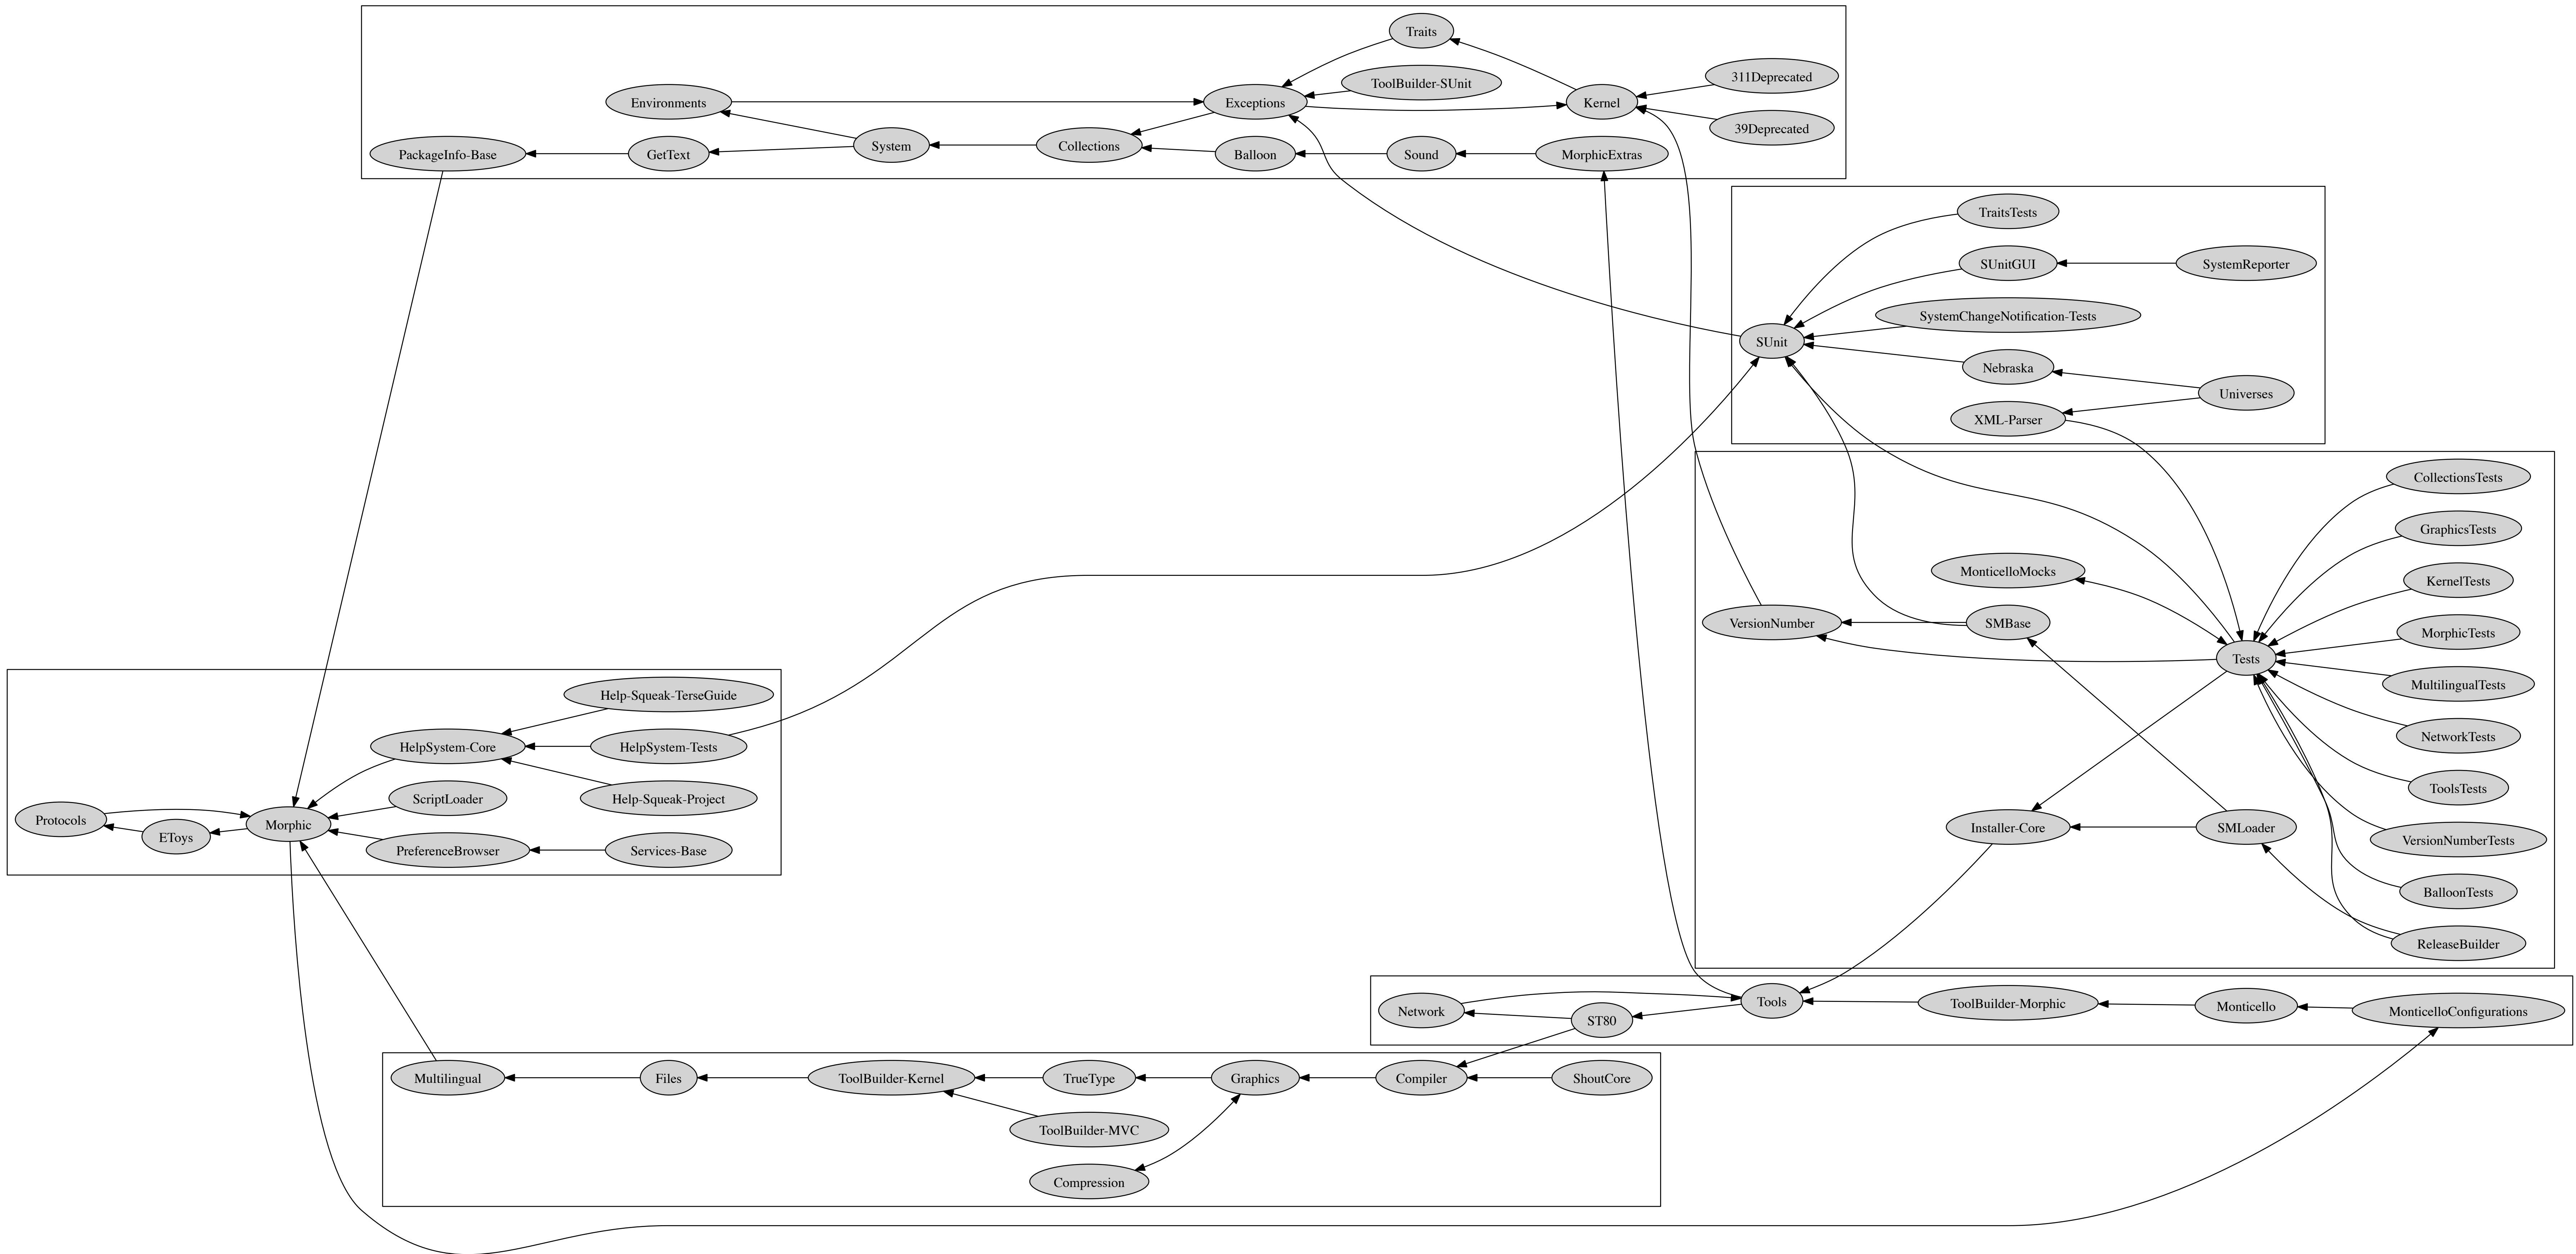 Traits
ToolBuilder-SUnit
311Deprecated
Environments
Exceptions
Kernel
39Deprecated
PackageInfo-Base
GetText
System
Collections
Balloon
Sound
MorphicExtras
TraitsTests
SUnitGUI
SystemReporter
SystemChangeNotification-Tests
SUnit
Nebraska
Universes
XML-Parser
CollectionsTests
GraphicsTests
MonticelloMocks
KernelTests
VersionNumber
SMBase
MorphicTests
Tests
MultilingualTests
NetworkTests
ToolsTests
Installer-Core
SMLoader
VersionNumberTests
BalloonTests
ReleaseBuilder
Help-Squeak-TerseGuide
HelpSystem-Core
HelpSystem-Tests
ScriptLoader
Help-Squeak-Project
Protocols
EToys
Morphic
PreferenceBrowser
Services-Base
Network
ST80
Tools
ToolBuilder-Morphic
Monticello
MonticelloConfigurations
Multilingual
Files
ToolBuilder-Kernel
TrueType
Graphics
Compiler
ShoutCore
ToolBuilder-MVC
Compression